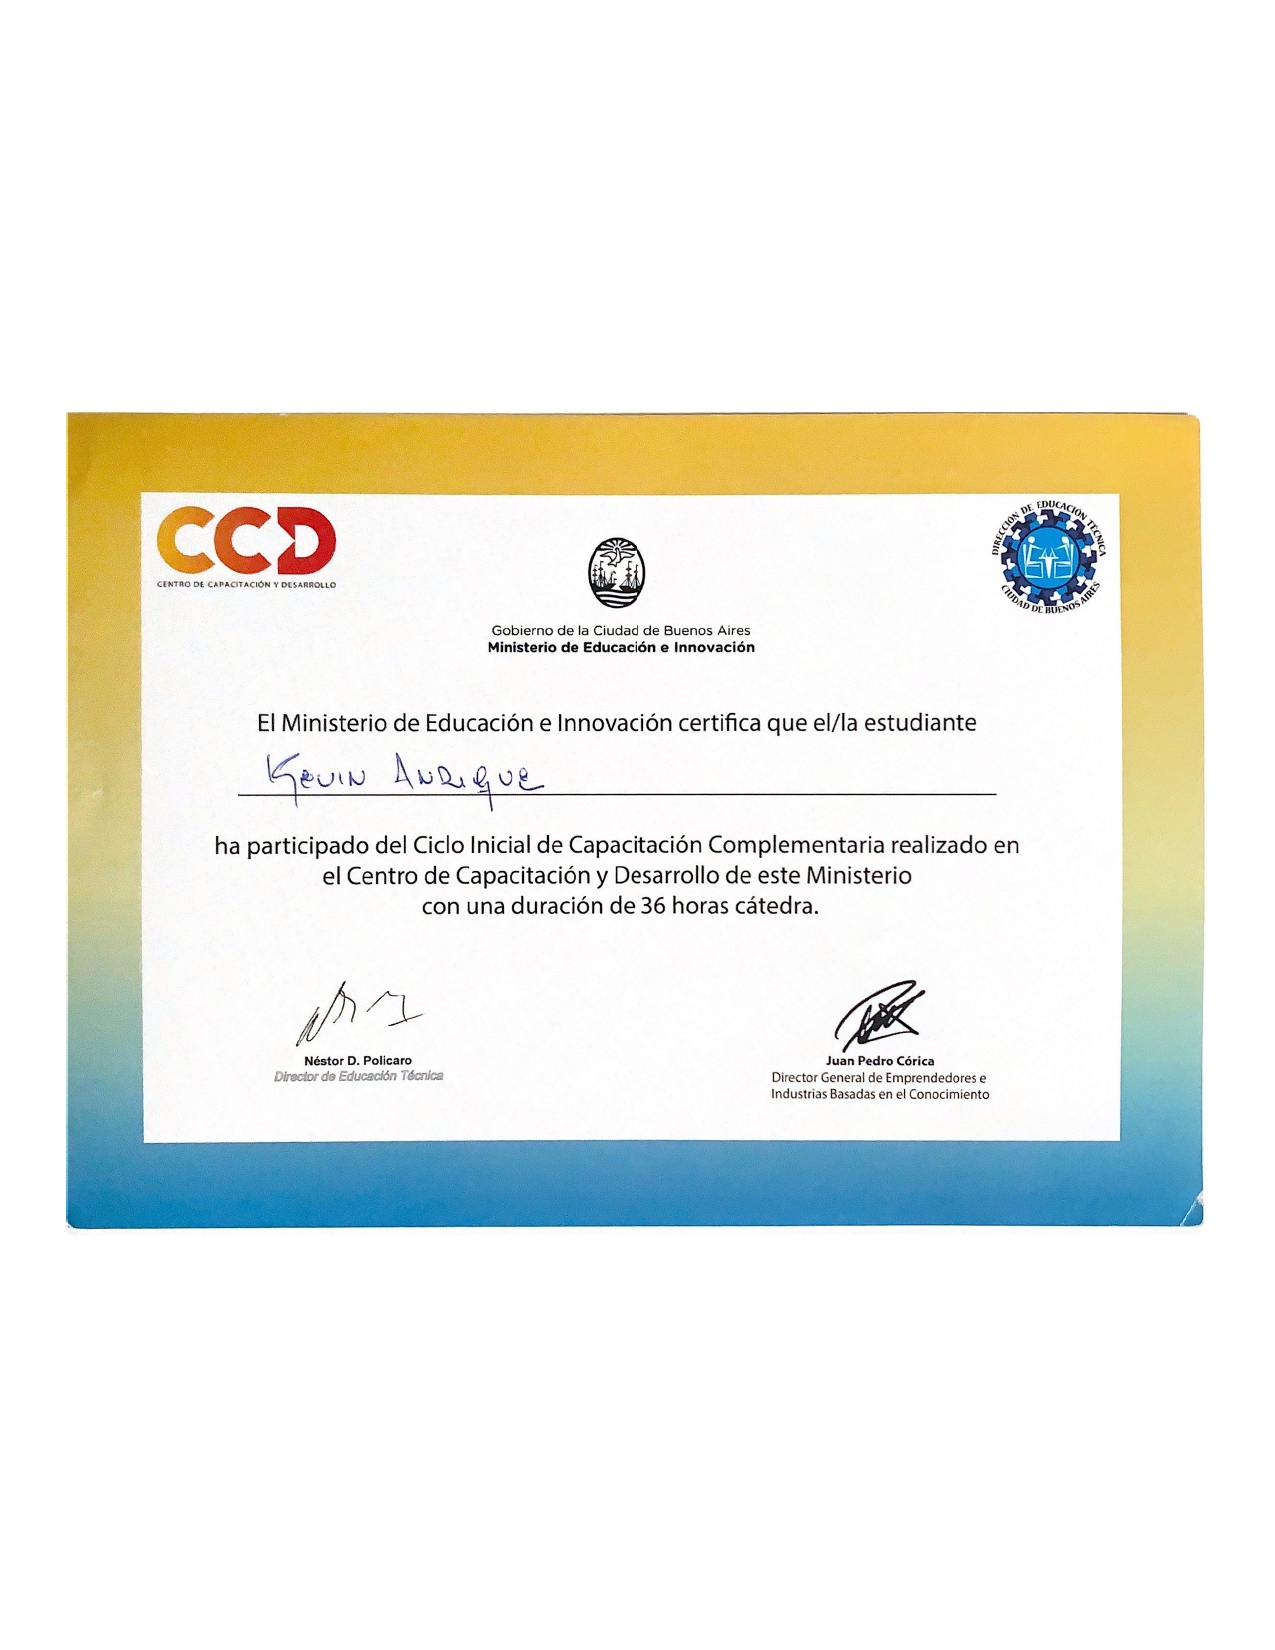 CCD
CENTRO DE CAPACITACIÓN Y DESARROLLO
DIRECCIÓN DE EDUCACIÓN TÉCNICA
CIUDAD DE BUENOS AIRES
Gobierno de la Ciudad de Buenos Aires
Ministerio de Educación e Innovación
El Ministerio de Educación e Innovación certifica que el/la estudiante
Kevin Andrique
ha participado del Ciclo Inicial de Capacitación Complementaria realizado en
el Centro de Capacitación y Desarrollo de este Ministerio
con una duración de 36 horas cátedra.
Néstor D. Policaro
Director de Educación Técnica
Juan Pedro Córica
Director General de Emprendedores e
Industrias Basadas en el Conocimiento